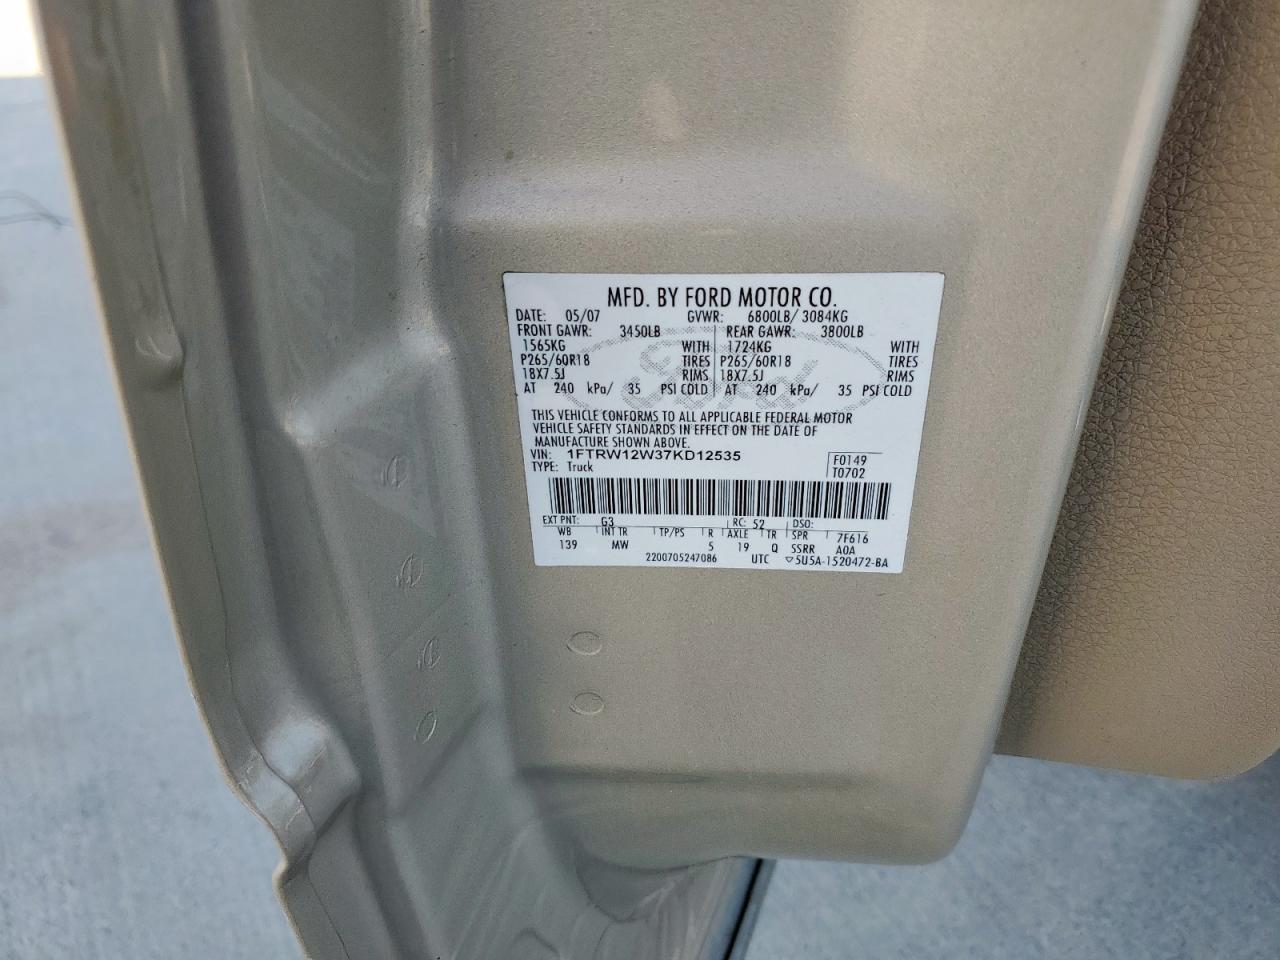 MFD. BY FORD MOTOR CO.
DATE: 05/07 GVWR: 6800LB/ 3084KG
FRONT GAWR: 3450LB REAR GAWR: 3800LB
1565KG WITH 1724KG WITH
P265/60R18 TIRES P265/60R18 TIRES
18X7.5J RIMS 18X7.5J RIMS
AT 240 kPa/ 35 PSI COLD AT 240 kPa/ 35 PSI COLD
Ford
THIS VEHICLE CONFORMS TO ALL APPLICABLE FEDERAL MOTOR
VEHICLE SAFETY STANDARDS IN EFFECT ON THE DATE OF
MANUFACTURE SHOWN ABOVE.
VIN: 1FTRW12W37KD12535 F0149
TYPE: Truck T0702
EXT PNT: G3 RC: 52 DSO:
WB INT TR TP/PS R AXLE TR SPR 7F616
139 MW 5 19 Q SSRR A0A
2200705247086 UTC ▽5U5A-1520472-BA